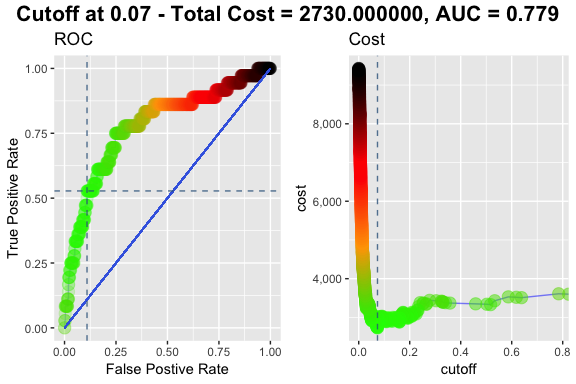 Cutoff at 0.07 - Total Cost = 2730.000000, AUC = 0.779
ROC
True Positive Rate
1.00
0.75
0.50
0.25
0.00
0.00 0.25 0.50 0.75 1.00
False Postive Rate
Cost
cost
8,000
6,000
4,000
0.0 0.2 0.4 0.6 0.8
cutoff